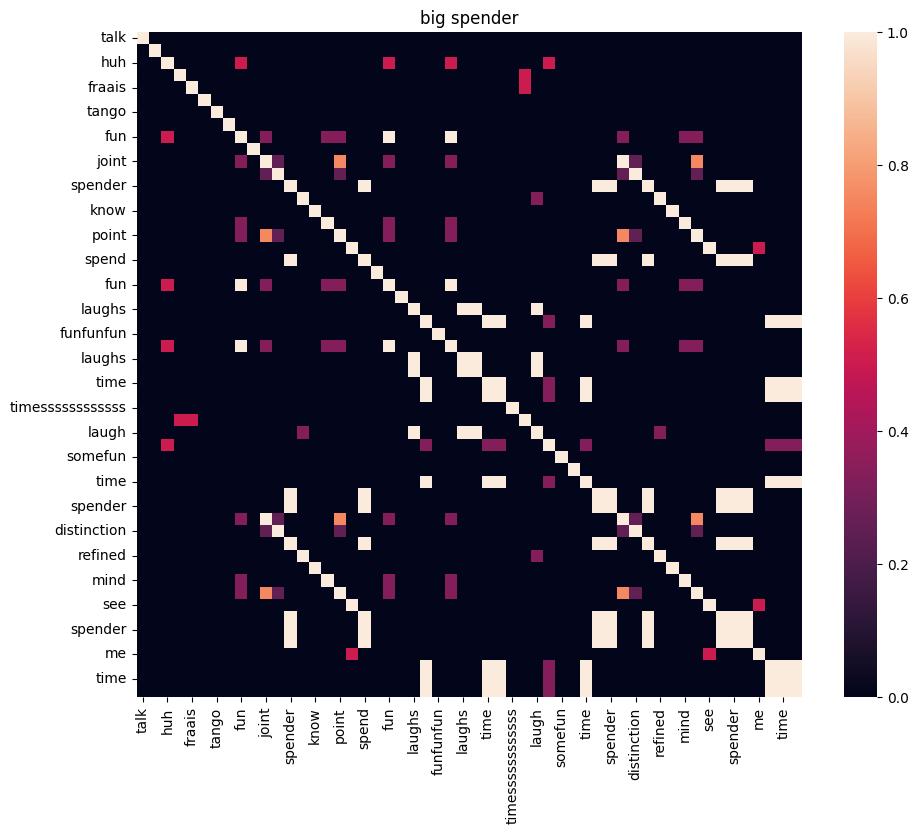 big spender
talk
huh
fraais
tango
fun
joint
spender
know
point
spend
fun
laughs
funfunfun
laughs
time
timesssssssssssss
laugh
somefun
time
spender
distinction
refined
mind
see
spender
me
time
1.0
0.8
0.6
0.4
0.2
0.0
talk
huh
fraais
tango
fun
joint
spender
know
point
spend
fun
laughs
funfunfun
laughs
time
timesssssssssssss
laugh
somefun
time
spender
distinction
refined
mind
see
spender
me
time